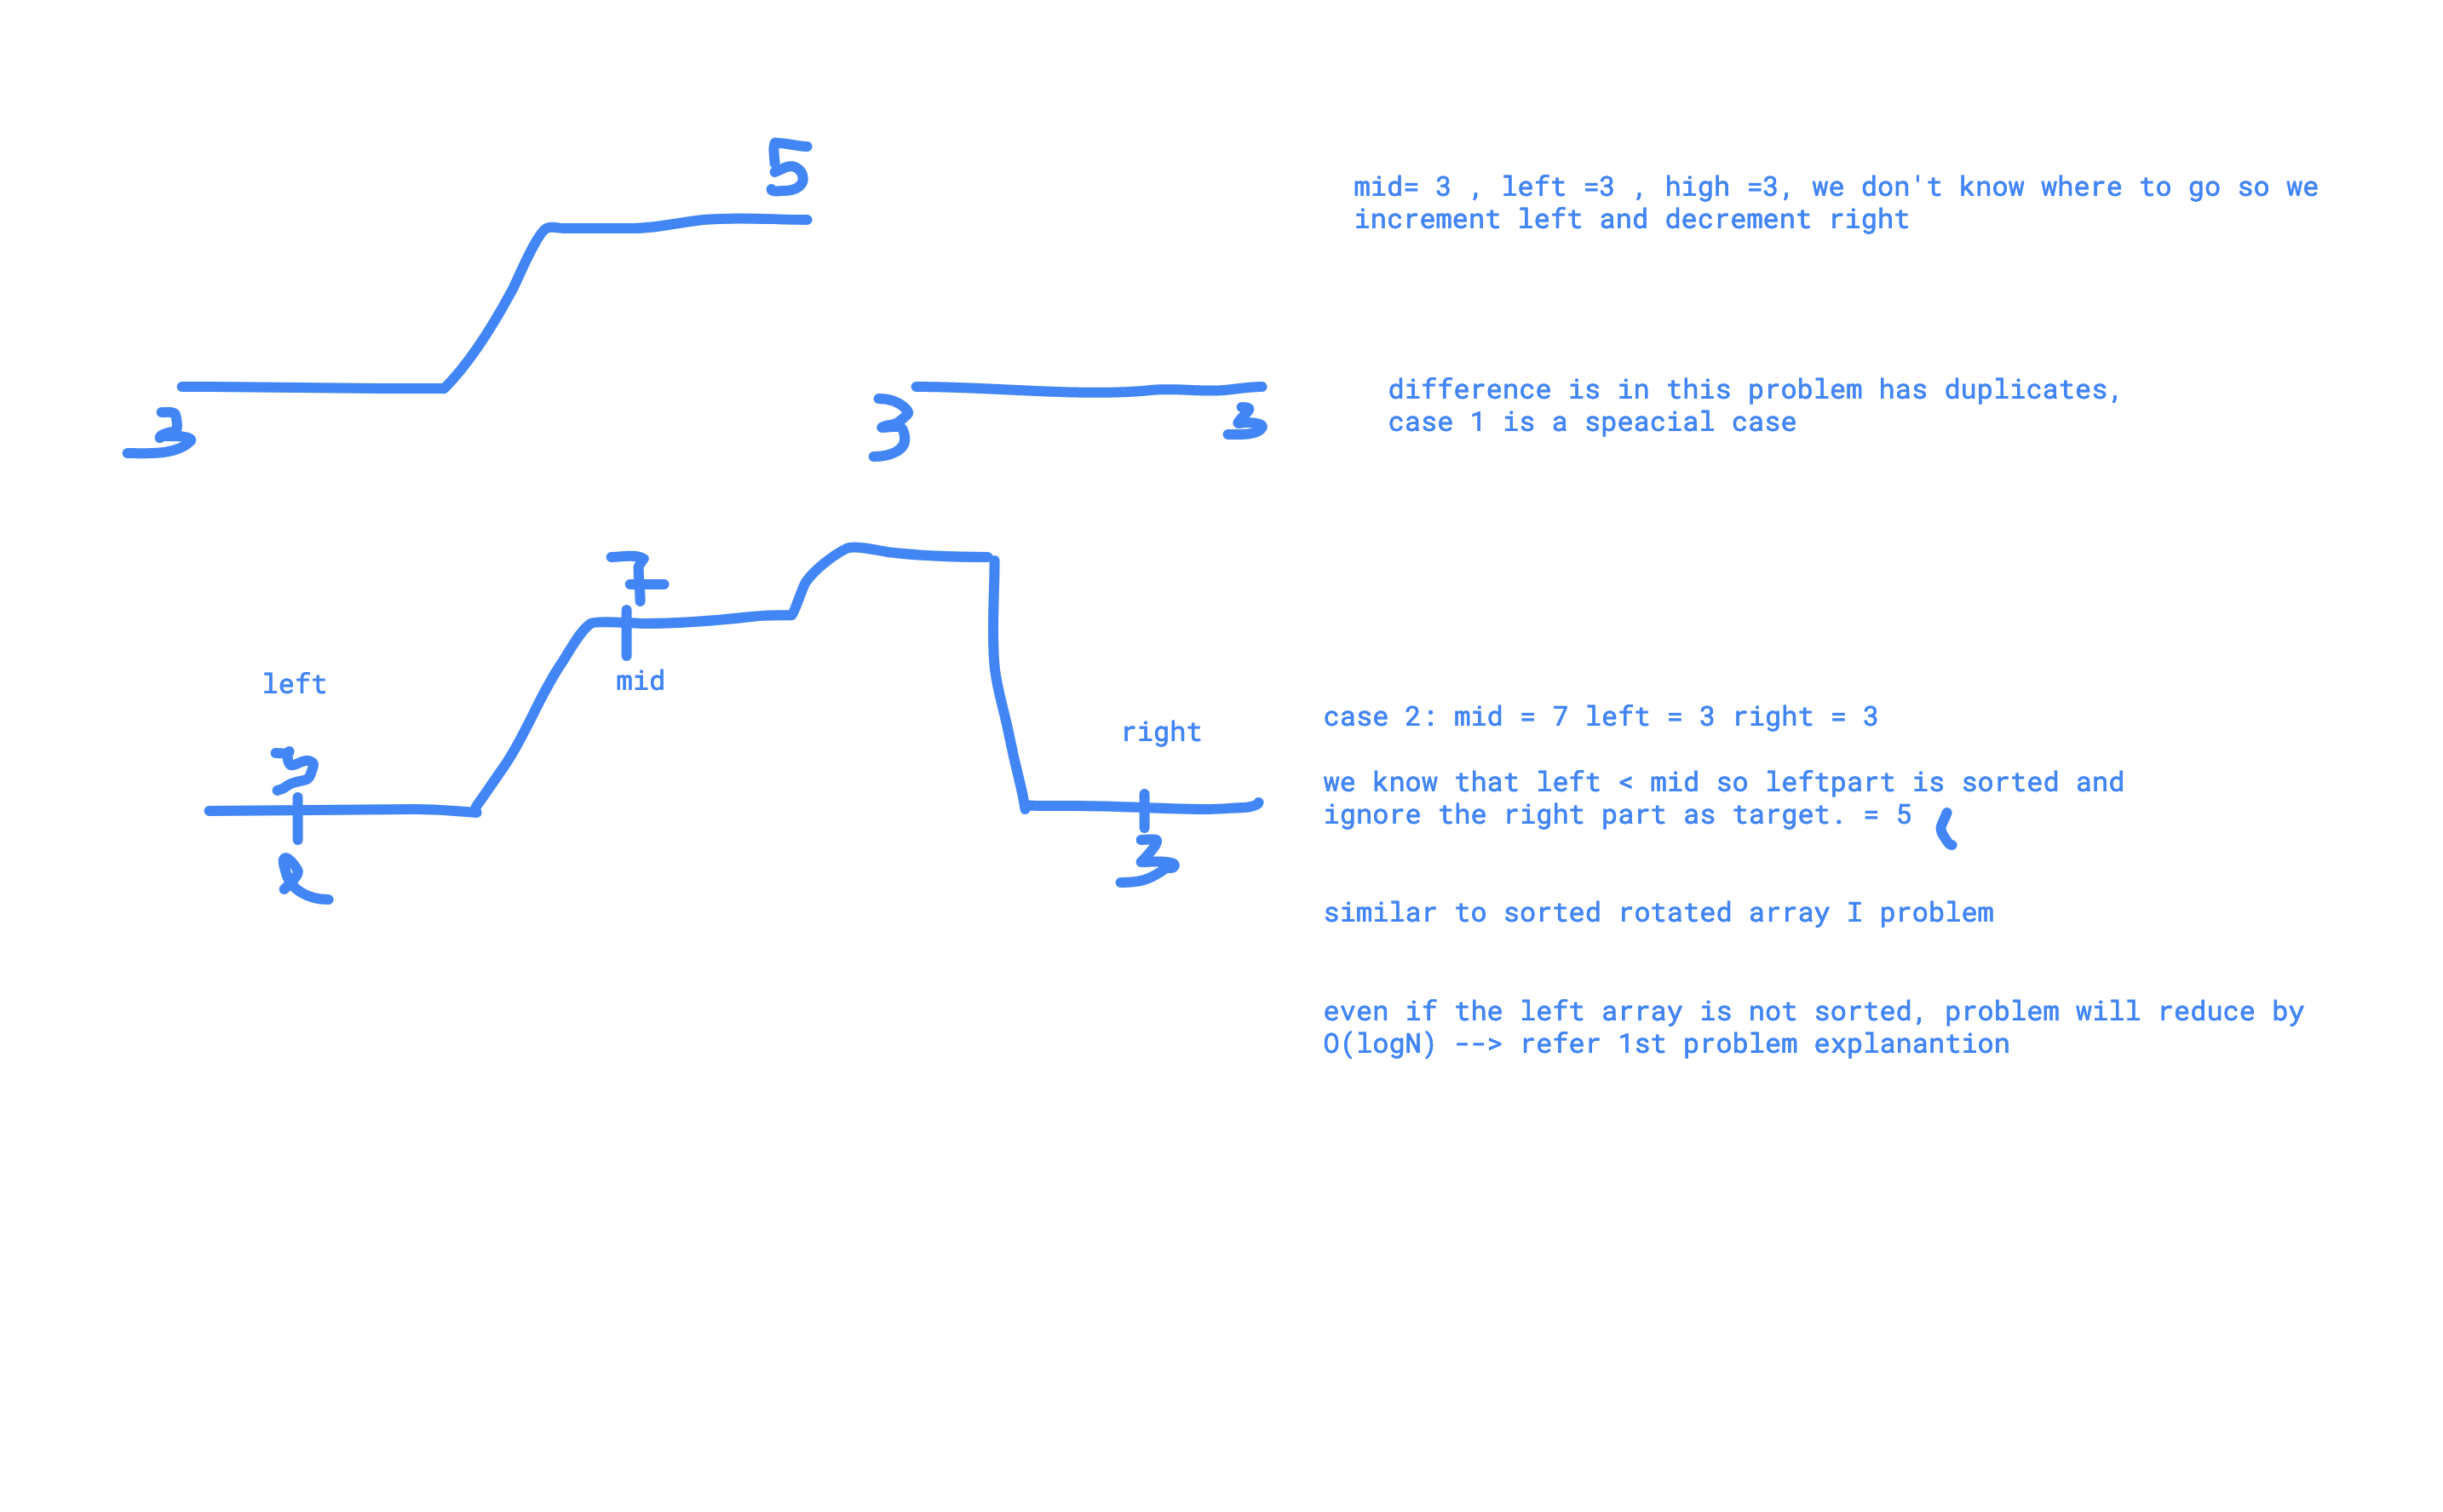 5
mid= 3 , left =3 , high =3, we don't know where to go so we
increment left and decrement right
difference is in this problem has duplicates,
case 1 is a speacial case
3
3
3
7
mid
left
right
3
3
l
case 2: mid = 7 left = 3 right = 3
we know that left < mid so leftpart is sorted and
ignore the right part as target. = 5
similar to sorted rotated array I problem
even if the left array is not sorted, problem will reduce by
O(logN) --> refer 1st problem explanantion